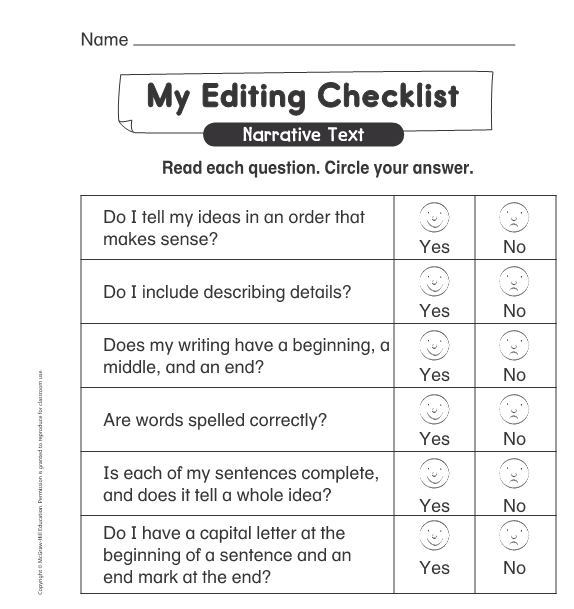 Name
My Editing Checklist
Narrative Text
Read each question. Circle your answer.
Do I tell my ideas in an order that
makes sense?
Yes
No
Do I include describing details?
Yes
No
Does my writing have a beginning, a
middle, and an end?
Yes
No
Are words spelled correctly?
Yes
No
Is each of my sentences complete,
and does it tell a whole idea?
Yes
No
Do I have a capital letter at the
beginning of a sentence and an
end mark at the end?
Yes
No
Copyright © McGraw-Hill Education. Permission is granted to reproduce for classroom use.